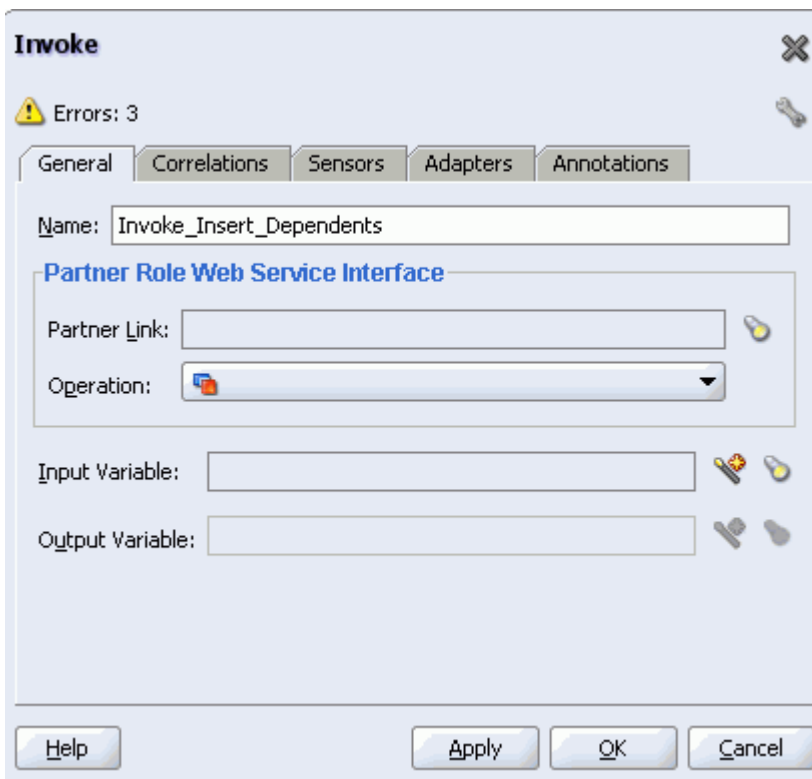 Invoke
Errors: 3
General Correlations Sensors Adapters Annotations
Name: Invoke_Insert_Dependents
Partner Role Web Service Interface
Partner Link:
Operation:
Input Variable:
Output Variable:
Help Apply OK Cancel